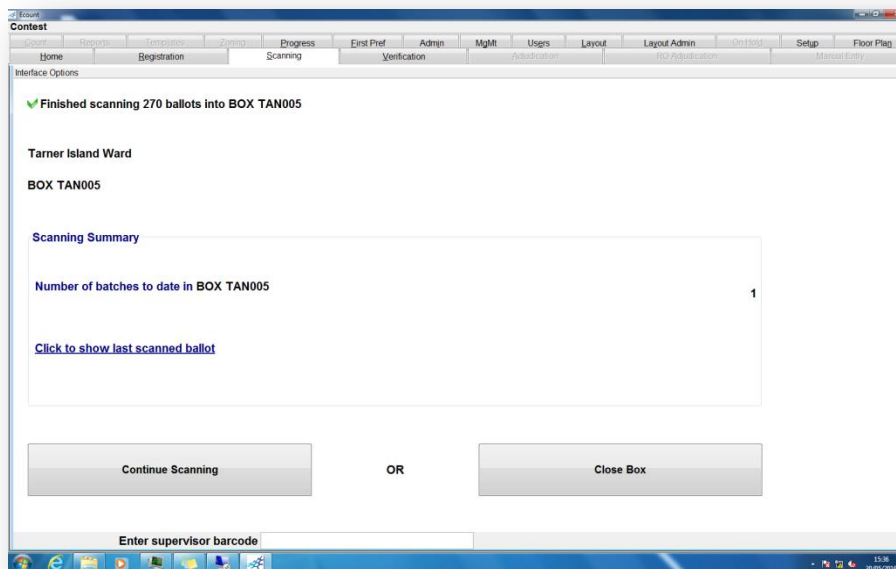 Ecount
Contest
Count Reports Templates Zoning Progress First Pref Admin MgMt Users Layout Layout Admin On Hold Setup Floor Plan
Home Registration Scanning Verification Adjudication RO Adjudication Manual Entry
Interface Options
Finished scanning 270 ballots into BOX TAN005
Tarner Island Ward
BOX TAN005
Scanning Summary
Number of batches to date in BOX TAN005 1
Click to show last scanned ballot
Continue Scanning OR Close Box
Enter supervisor barcode
15:36